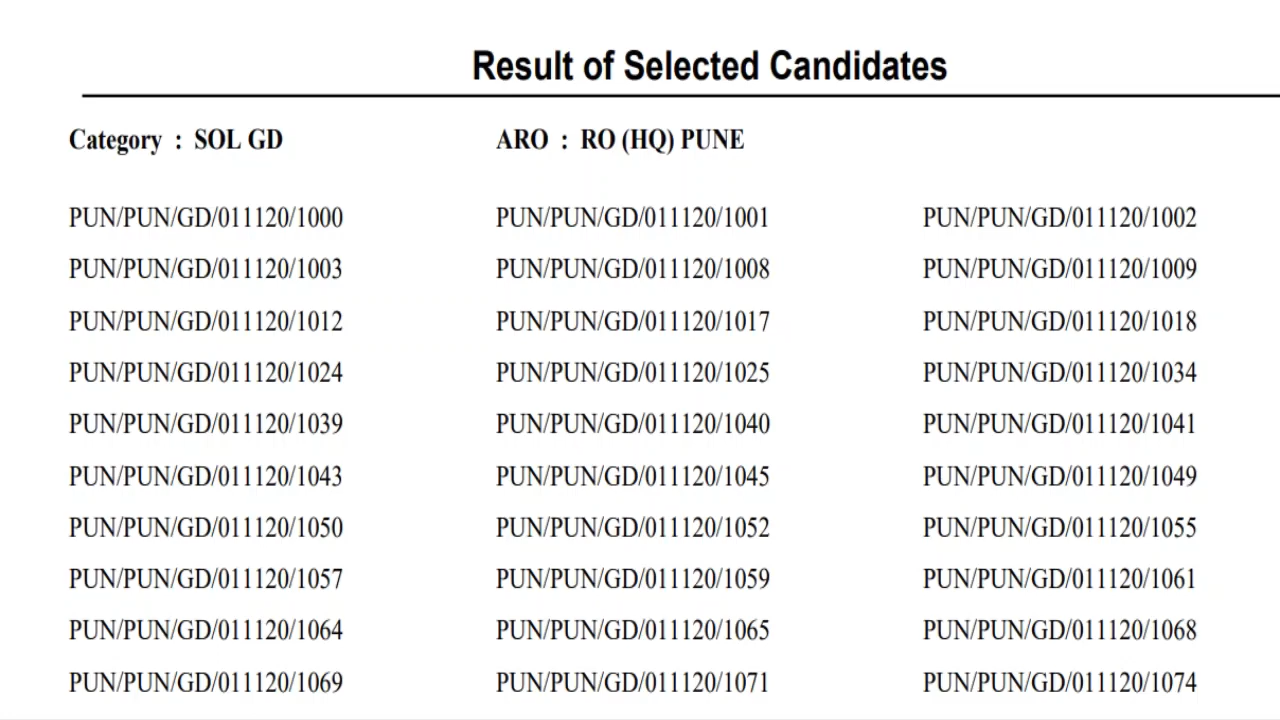 Result of Selected Candidates
Category : SOL GD ARO : RO (HQ) PUNE
PUN/PUN/GD/011120/1000 PUN/PUN/GD/011120/1001 PUN/PUN/GD/011120/1002
PUN/PUN/GD/011120/1003 PUN/PUN/GD/011120/1008 PUN/PUN/GD/011120/1009
PUN/PUN/GD/011120/1012 PUN/PUN/GD/011120/1017 PUN/PUN/GD/011120/1018
PUN/PUN/GD/011120/1024 PUN/PUN/GD/011120/1025 PUN/PUN/GD/011120/1034
PUN/PUN/GD/011120/1039 PUN/PUN/GD/011120/1040 PUN/PUN/GD/011120/1041
PUN/PUN/GD/011120/1043 PUN/PUN/GD/011120/1045 PUN/PUN/GD/011120/1049
PUN/PUN/GD/011120/1050 PUN/PUN/GD/011120/1052 PUN/PUN/GD/011120/1055
PUN/PUN/GD/011120/1057 PUN/PUN/GD/011120/1059 PUN/PUN/GD/011120/1061
PUN/PUN/GD/011120/1064 PUN/PUN/GD/011120/1065 PUN/PUN/GD/011120/1068
PUN/PUN/GD/011120/1069 PUN/PUN/GD/011120/1071 PUN/PUN/GD/011120/1074